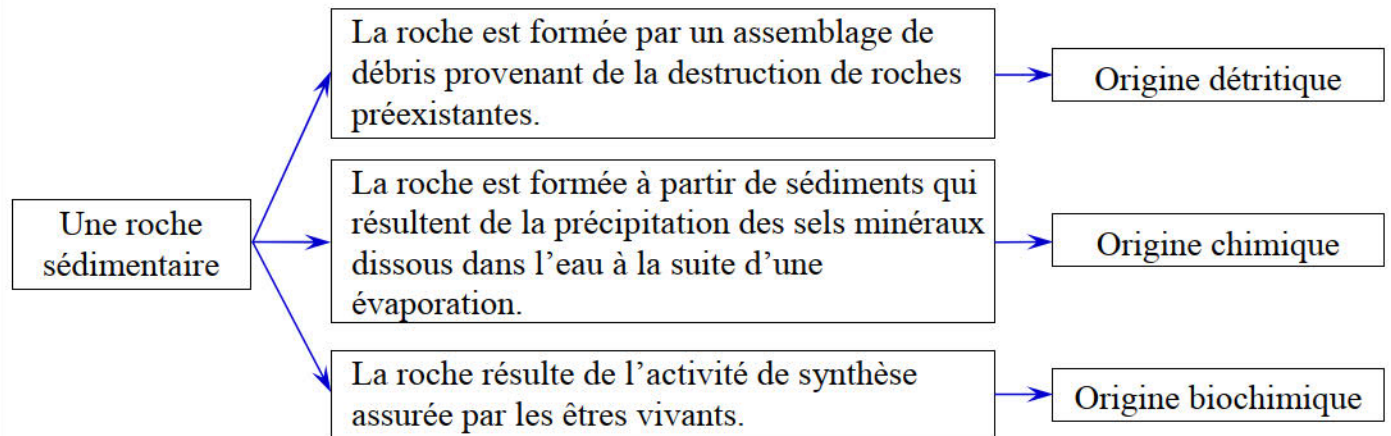 La roche est formée par un assemblage de
débris provenant de la destruction de roches
préexistantes.
Origine détritique
Une roche
sédimentaire
La roche est formée à partir de sédiments qui
résultent de la précipitation des sels minéraux
dissous dans l’eau à la suite d’une
évaporation.
Origine chimique
La roche résulte de l’activité de synthèse
assurée par les êtres vivants.
Origine biochimique